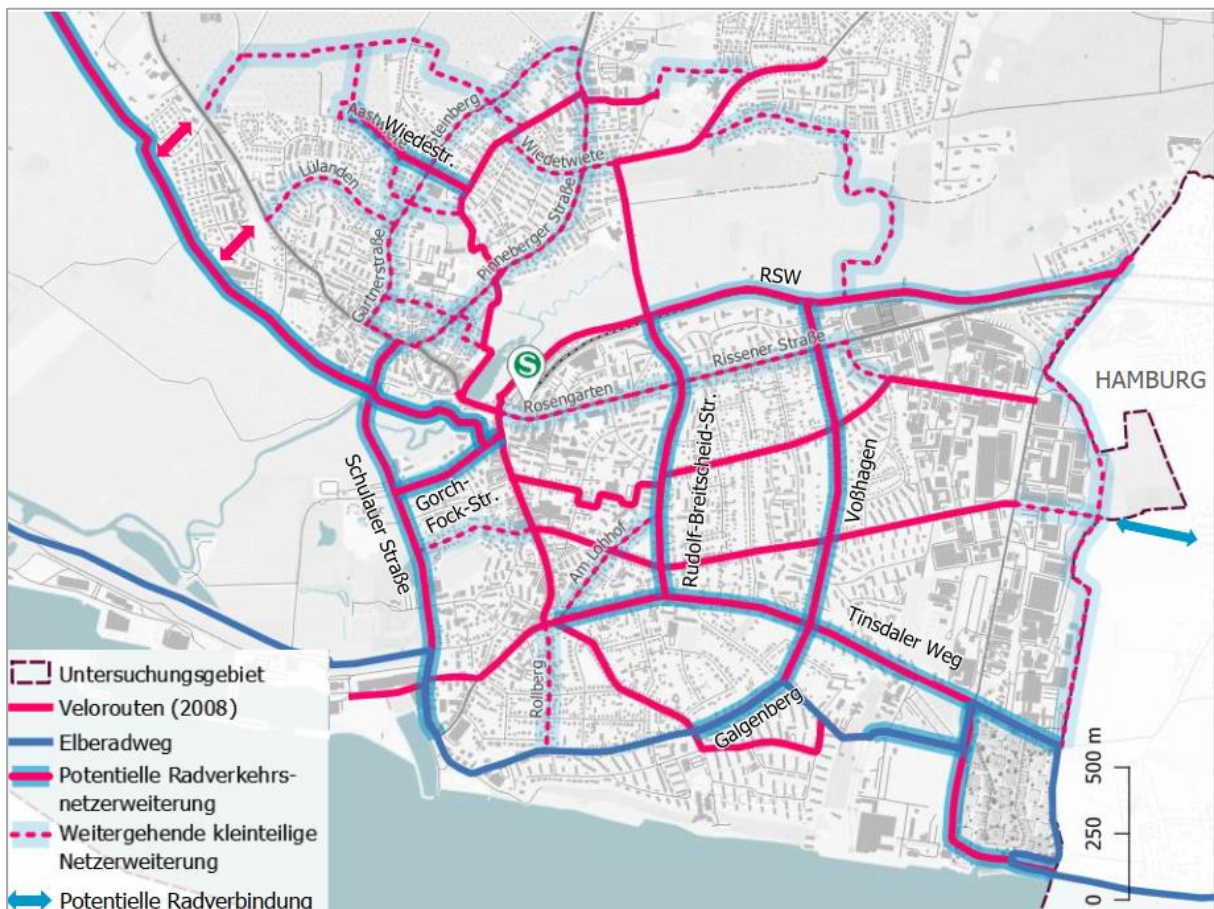 Aastw
Steinberg
Wiedestr.
Wiedetwiete
Lülanden
Gärtnerstraße
Pinneberger Straße
RSW
S
Rissener Straße
HAMBURG
Rosengarten
Rudolf-Breitscheid-Str.
Voßhagen
Schulauer Straße
Gorch-
Fock-Str.
Am Lohhof
Tinsdaler Weg
Rollberg
Galgenberg
Untersuchungsgebiet
Velorouten (2008)
Elberadweg
Potentielle Radverkehrs-
netzerweiterung
Weitergehende kleinteilige
Netzerweiterung
Potentielle Radverbindung
500 m
250
0